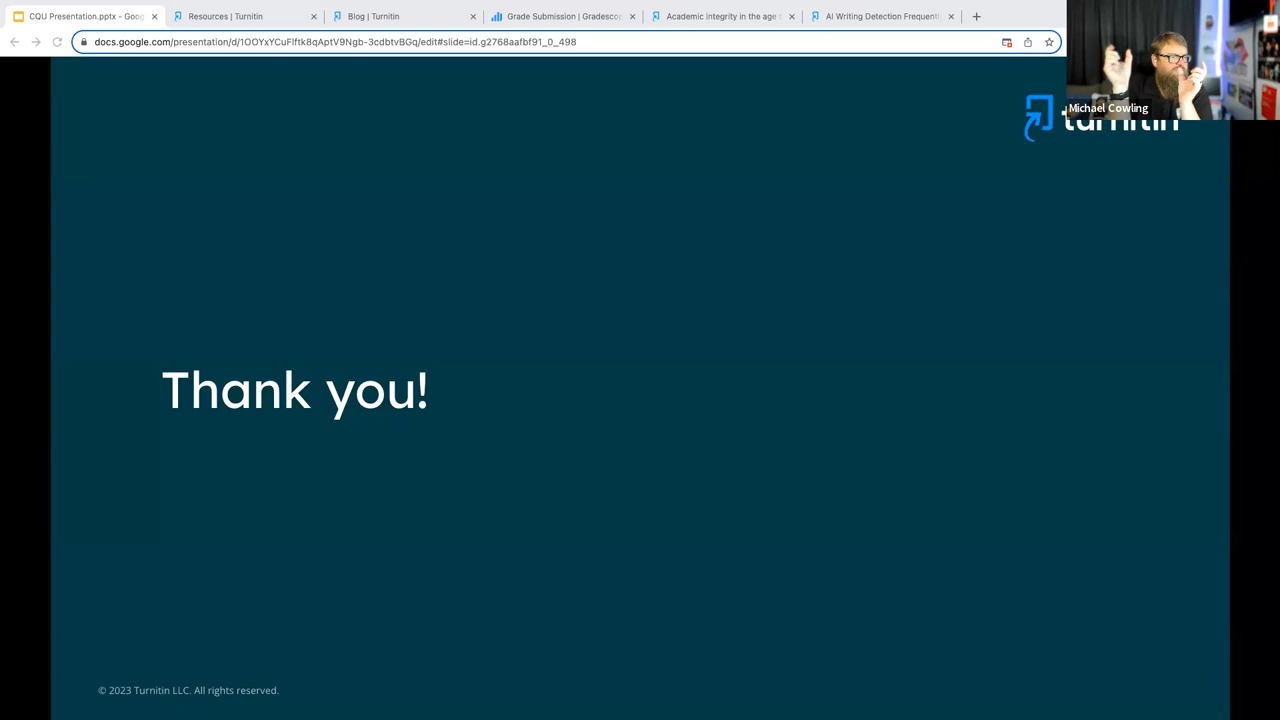 CQU Presentation.pptx - Goog
Resources | Turnitin
Blog | Turnitin
Grade Submission | Gradescop
Academic integrity in the age
AI Writing Detection Frequent
docs.google.com/presentation/d/1OOYxYCuFlftk8qAptV9Ngb-3cdbtvBGq/edit#slide=id.g2768aafbf91_0_498
Michael Cowling
turnitin
Thank you!
© 2023 Turnitin LLC. All rights reserved.